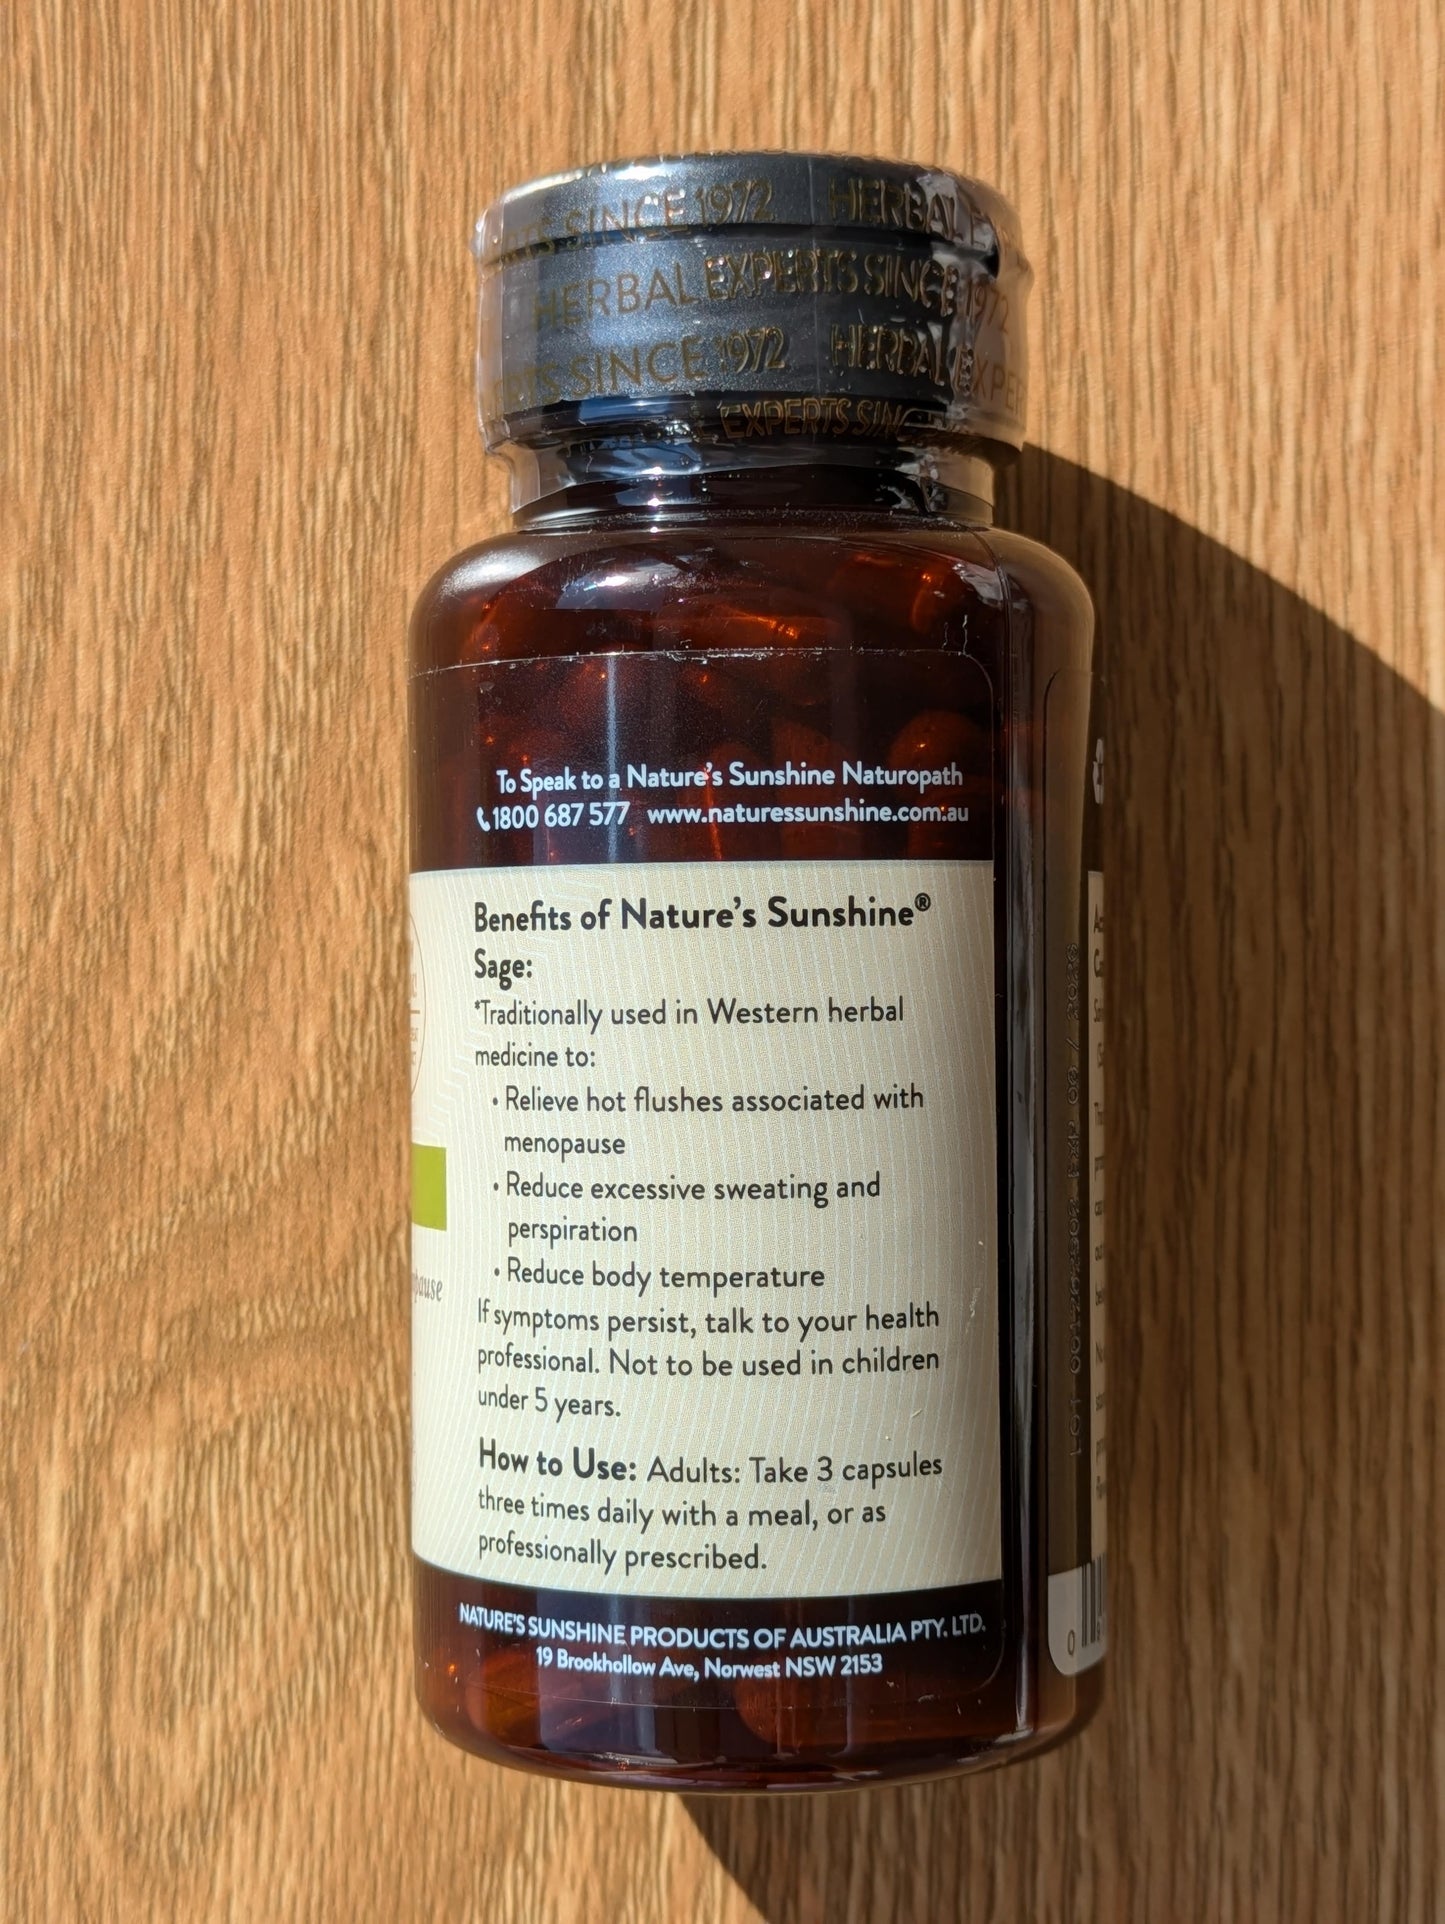 SINCE 1972 HERBAL
HERBAL EXPERTS SINCE 1972
SINCE 1972 HERBAL EXPER
EXPERTS SINC
To Speak to a Nature's Sunshine Naturopath
1800 687 577 www.naturessunshine.com.au
Benefits of Nature's Sunshine®
Sage:
*Traditionally used in Western herbal
medicine to:
• Relieve hot flushes associated with
menopause
• Reduce excessive sweating and
perspiration
• Reduce body temperature
If symptoms persist, talk to your health
professional. Not to be used in children
under 5 years.
How to Use: Adults: Take 3 capsules
three times daily with a meal, or as
professionally prescribed.
NATURE'S SUNSHINE PRODUCTS OF AUSTRALIA PTY. LTD.
19 Brookhollow Ave, Norwest NSW 2153